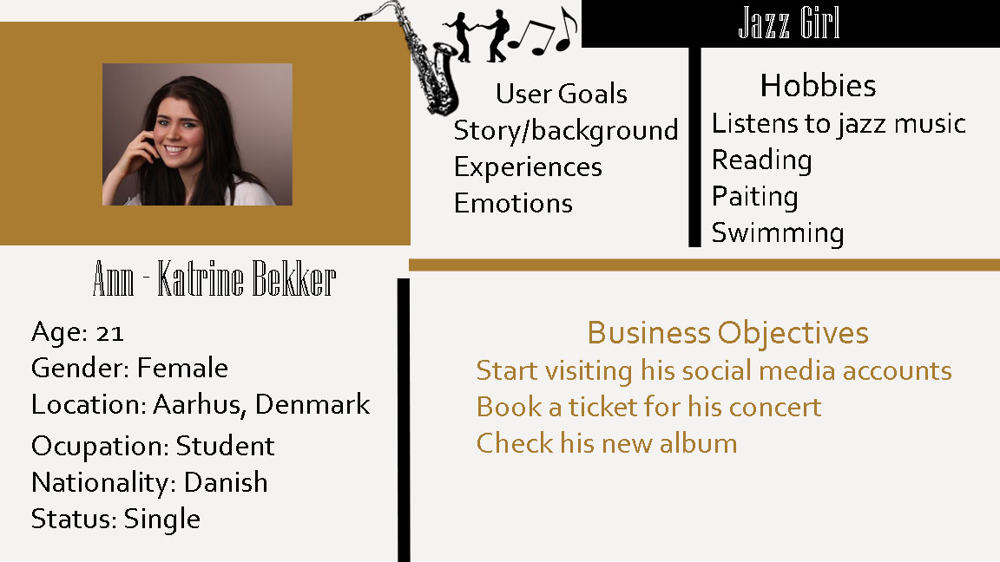 Jazz Girl
User Goals
Story/background
Experiences
Emotions
Hobbies
Listens to jazz music
Reading
Paiting
Swimming
Ann - Katrine Bekker
Age: 21
Gender: Female
Location: Aarhus, Denmark
Ocupation: Student
Nationality: Danish
Status: Single
Business Objectives
Start visiting his social media accounts
Book a ticket for his concert
Check his new album